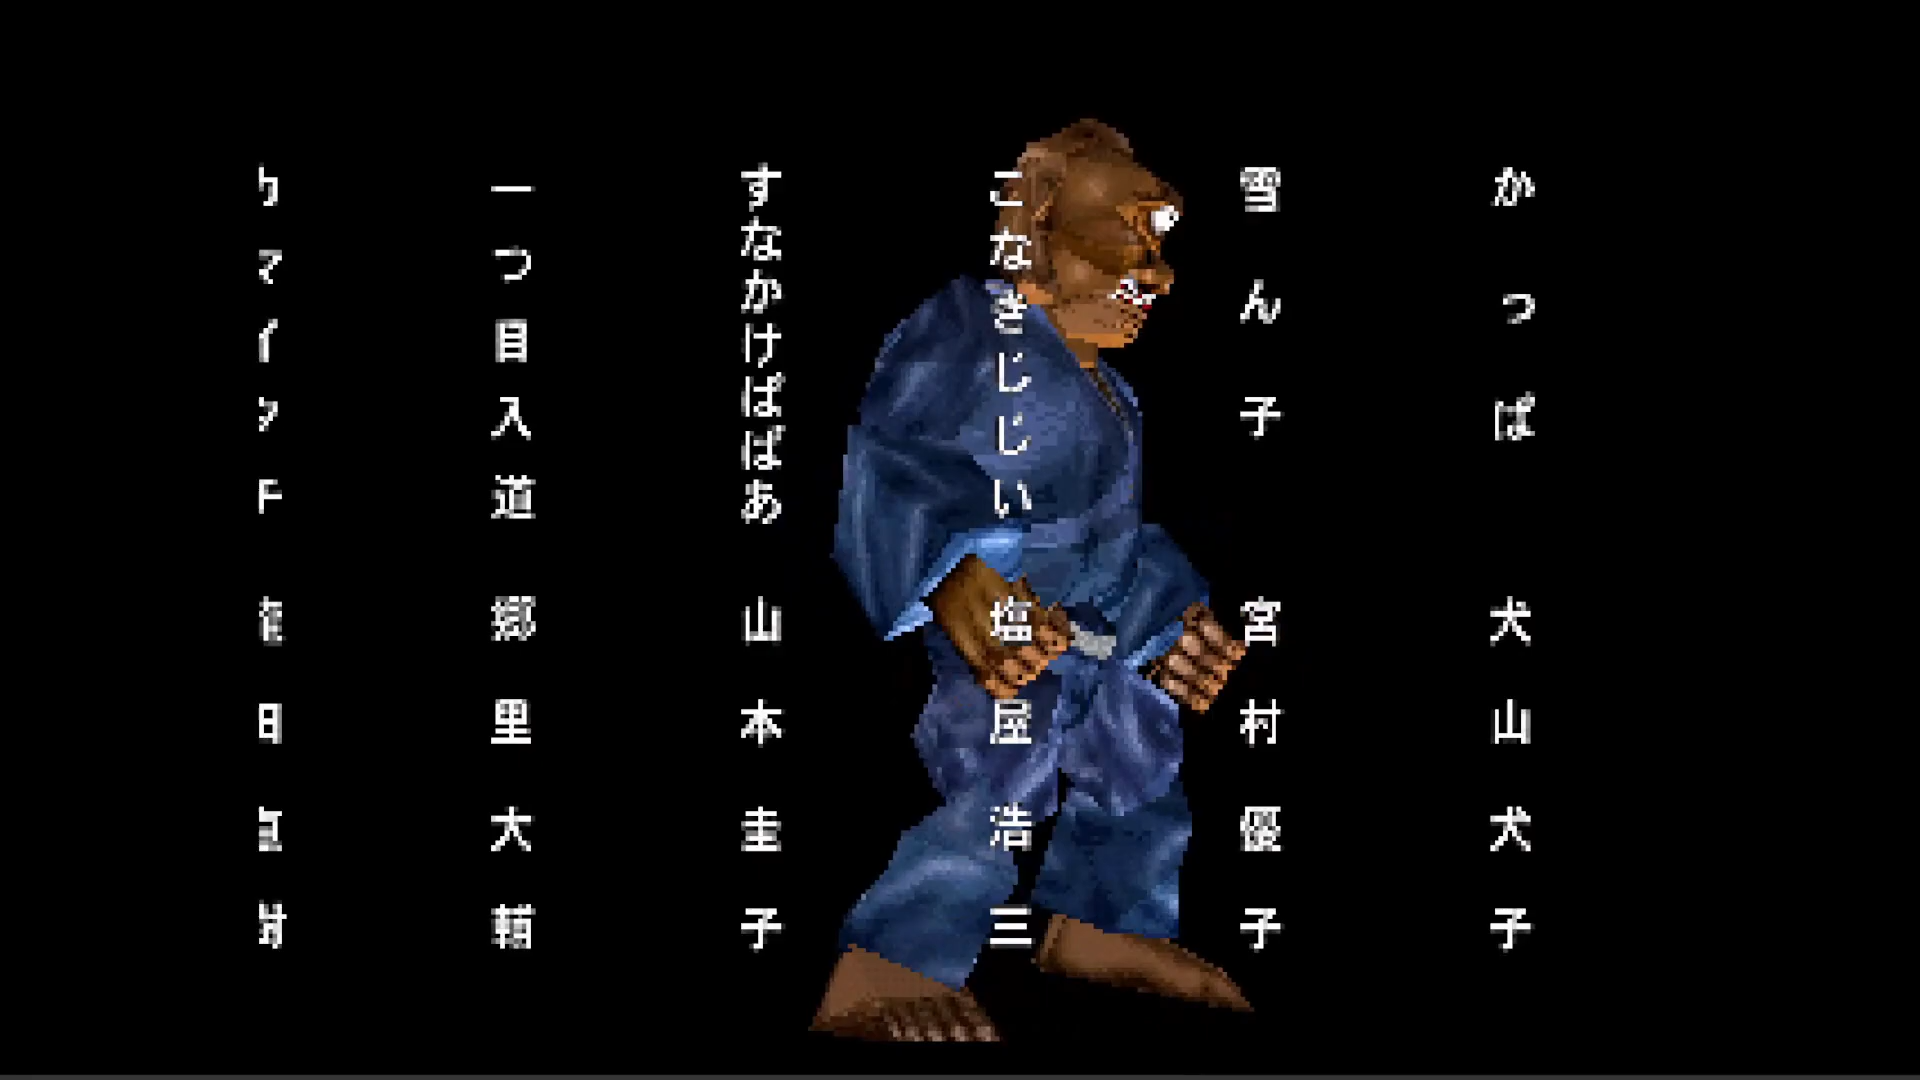 かっぱ 犬山犬子
雪ん子 宮村優子
こなきじじい 塩屋浩三
すなかけばばあ 山本圭子
一つ目入道 郷里大輔